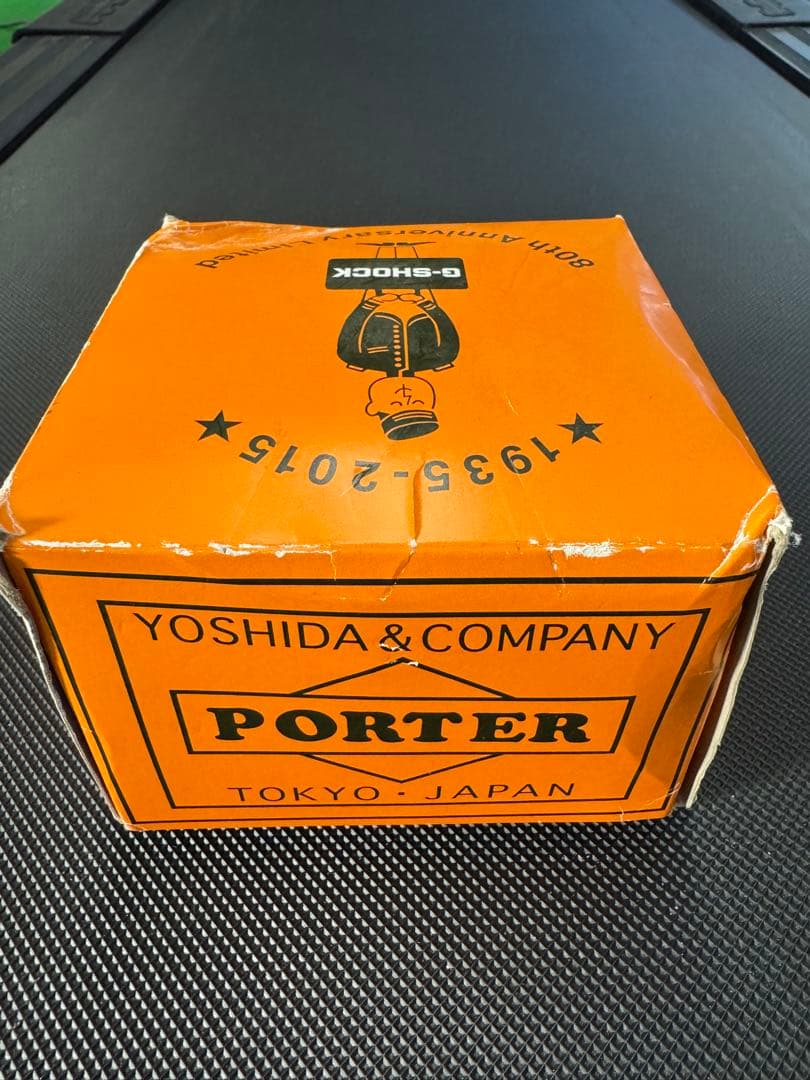 80th Anniversary Limited
G-SHOCK
★1935-2015★
YOSHIDA & COMPANY
PORTER
TOKYO・JAPAN